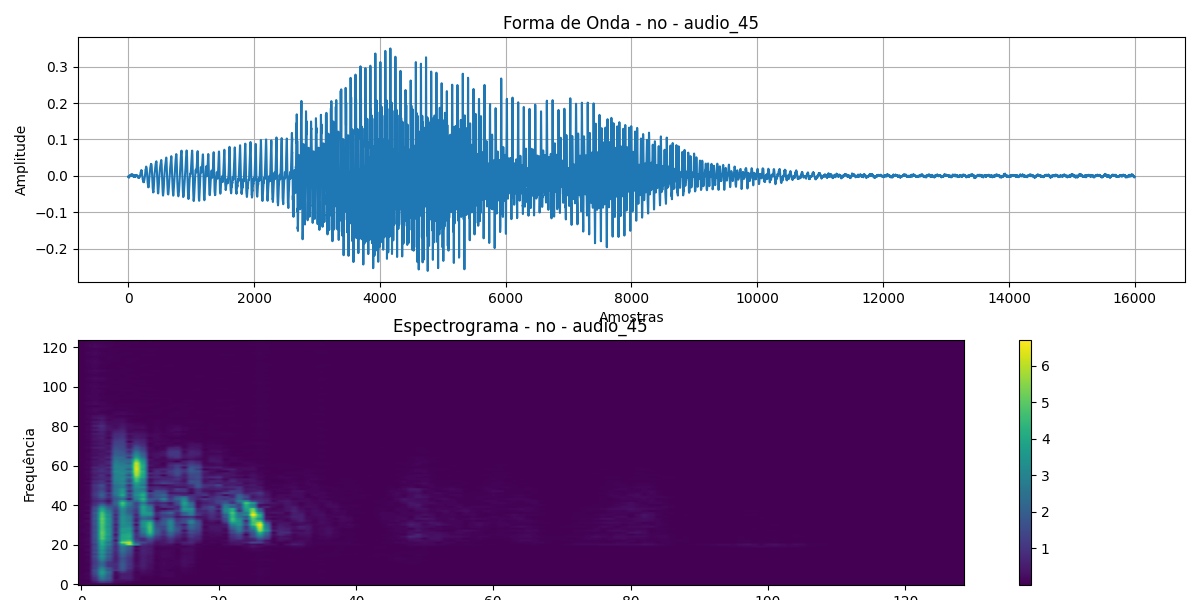 Forma de Onda - no - audio_45
0.3
0.2
0.1
0.0
−0.1
−0.2
Amplitude
0 2000 4000 6000 8000 10000 12000 14000 16000
Amostras
Espectrograma - no - audio_45
120
100
80
60
40
20
0
Frequência
6
5
4
3
2
1
0 20 40 60 80 100 120